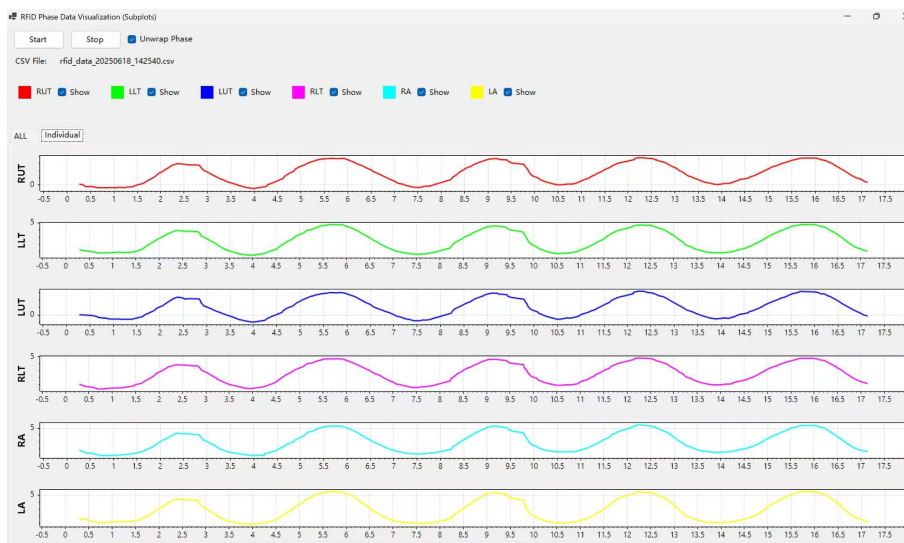 RFID Phase Data Visualization (Subplots)
Start Stop Unwrap Phase
CSV File: rfid_data_20250618_142540.csv
RUT Show LLT Show LUT Show RLT Show RA Show LA Show
ALL Individual
RUT
0
-0.5 0 0.5 1 1.5 2 2.5 3 3.5 4 4.5 5 5.5 6 6.5 7 7.5 8 8.5 9 9.5 10 10.5 11 11.5 12 12.5 13 13.5 14 14.5 15 15.5 16 16.5 17 17.5
LLT
5
-0.5 0 0.5 1 1.5 2 2.5 3 3.5 4 4.5 5 5.5 6 6.5 7 7.5 8 8.5 9 9.5 10 10.5 11 11.5 12 12.5 13 13.5 14 14.5 15 15.5 16 16.5 17 17.5
LUT
0
-0.5 0 0.5 1 1.5 2 2.5 3 3.5 4 4.5 5 5.5 6 6.5 7 7.5 8 8.5 9 9.5 10 10.5 11 11.5 12 12.5 13 13.5 14 14.5 15 15.5 16 16.5 17 17.5
RLT
5
-0.5 0 0.5 1 1.5 2 2.5 3 3.5 4 4.5 5 5.5 6 6.5 7 7.5 8 8.5 9 9.5 10 10.5 11 11.5 12 12.5 13 13.5 14 14.5 15 15.5 16 16.5 17 17.5
RA
5
-0.5 0 0.5 1 1.5 2 2.5 3 3.5 4 4.5 5 5.5 6 6.5 7 7.5 8 8.5 9 9.5 10 10.5 11 11.5 12 12.5 13 13.5 14 14.5 15 15.5 16 16.5 17 17.5
LA
5
-0.5 0 0.5 1 1.5 2 2.5 3 3.5 4 4.5 5 5.5 6 6.5 7 7.5 8 8.5 9 9.5 10 10.5 11 11.5 12 12.5 13 13.5 14 14.5 15 15.5 16 16.5 17 17.5